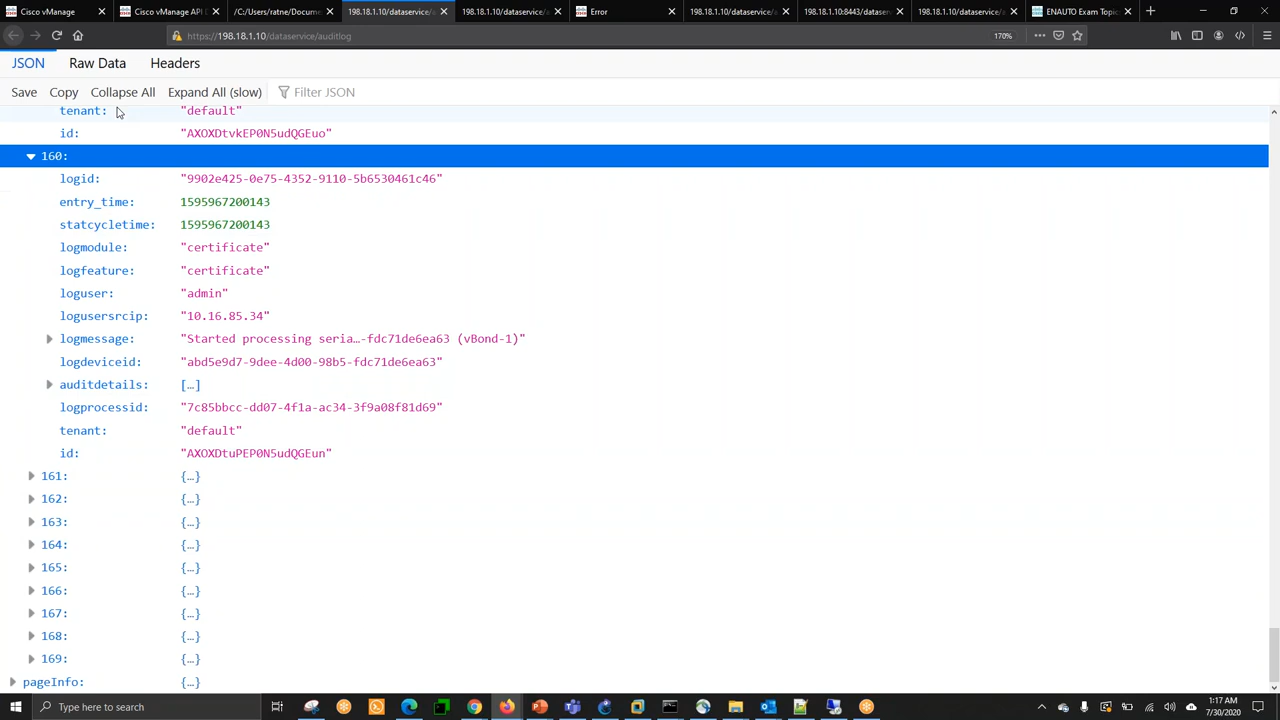 Cisco vManage
Cisco vManage API D
/C:/Users/ratne/Docume
198.18.1.10/dataservice/a
198.18.1.10/dataservice/a
Error
198.18.1.10/dataservice/a
198.18.1.10:8443/dataserv
198.18.1.10/dataservice/a
ENAUTO Exam Topics
https://198.18.1.10/dataservice/auditlog
170%
JSON
Raw Data
Headers
Save
Copy
Collapse All
Expand All (slow)
Filter JSON
tenant: "default"
id: "AXOXDtvkEP0N5udQGEuo"
160:
logid: "9902e425-0e75-4352-9110-5b6530461c46"
entry_time: 1595967200143
statcycletime: 1595967200143
logmodule: "certificate"
logfeature: "certificate"
loguser: "admin"
logusersrcip: "10.16.85.34"
logmessage: "Started processing seria…-fdc71de6ea63 (vBond-1)"
logdeviceid: "abd5e9d7-9dee-4d00-98b5-fdc71de6ea63"
auditdetails: […]
logprocessid: "7c85bbcc-dd07-4f1a-ac34-3f9a08f81d69"
tenant: "default"
id: "AXOXDtuPEP0N5udQGEun"
161: {…}
162: {…}
163: {…}
164: {…}
165: {…}
166: {…}
167: {…}
168: {…}
169: {…}
pageInfo: {…}
Type here to search
1:17 AM
7/30/2020